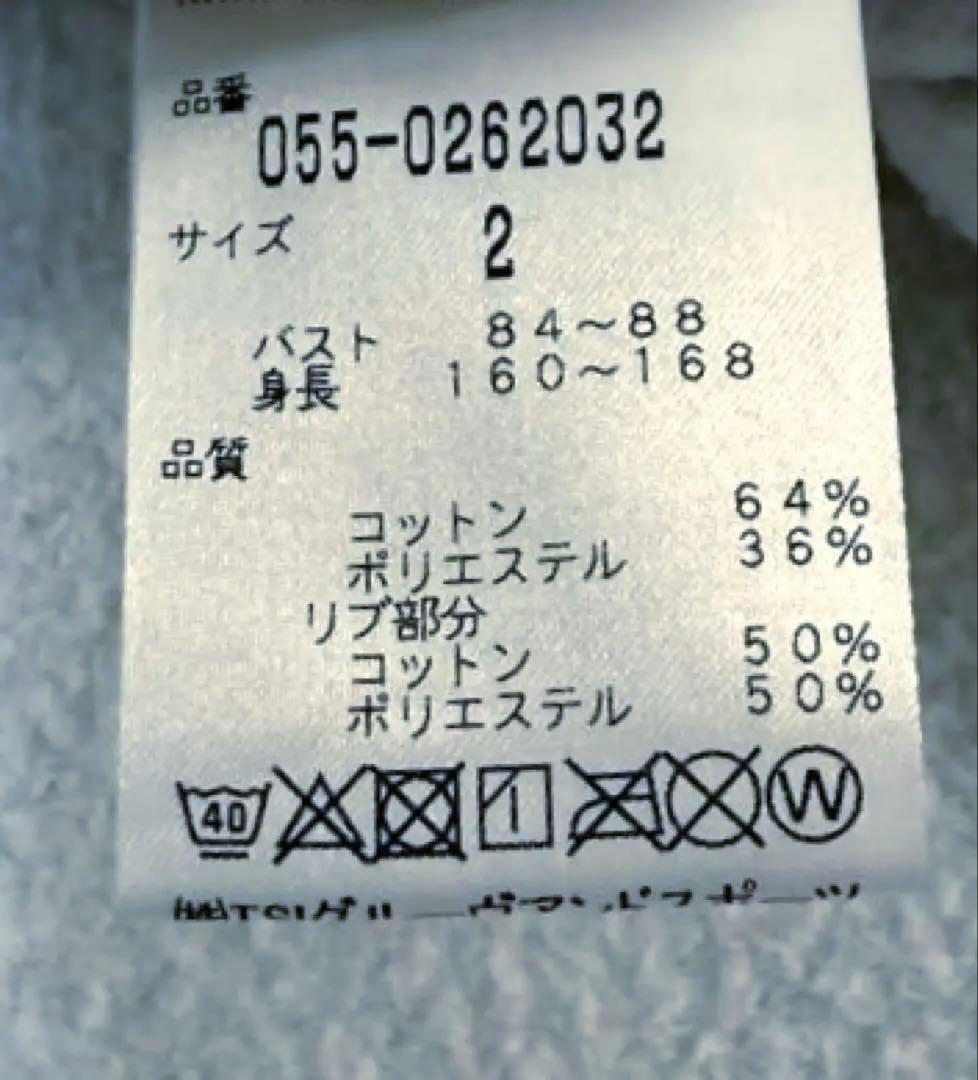 品番
055-0262032
サイズ 2
バスト 84~88
身長 160~168
品質
コットン 64%
ポリエステル 36%
リブ部分
コットン 50%
ポリエステル 50%
40 W